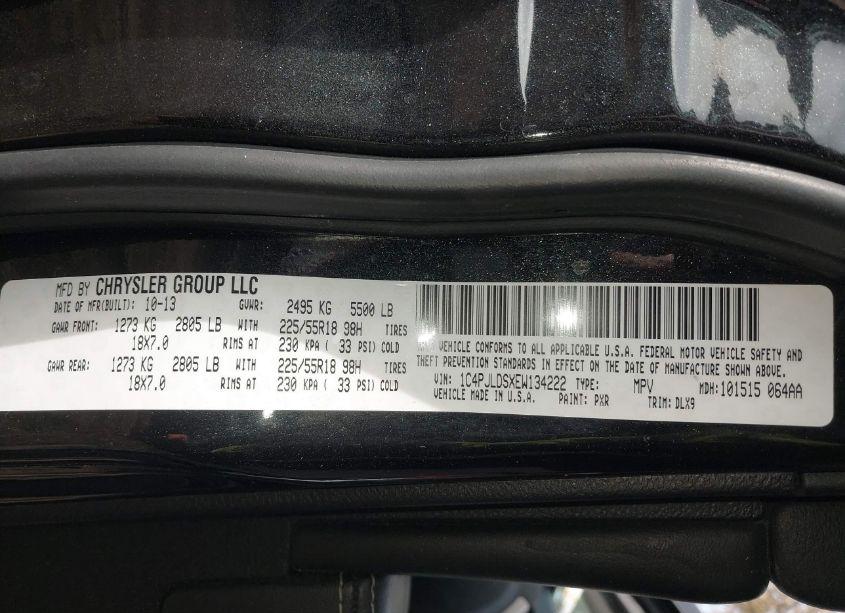 MFD BY CHRYSLER GROUP LLC
DATE OF MFR(BUILT): 10-13 GVWR: 2495 KG 5500 LB
GAWR FRONT: 1273 KG 2805 LB WITH 225/55R18 98H TIRES
18X7.0 RIMS AT 230 KPA ( 33 PSI) COLD
GAWR REAR: 1273 KG 2805 LB WITH 225/55R18 98H TIRES
18X7.0 RIMS AT 230 KPA ( 33 PSI) COLD
VEHICLE CONFORMS TO ALL APPLICABLE U.S.A. FEDERAL MOTOR VEHICLE SAFETY AND
THEFT PREVENTION STANDARDS IN EFFECT ON THE DATE OF MANUFACTURE SHOWN ABOVE.
VIN: 1C4PJLDSXEW134222 TYPE: MPV MDH: 101515 064AA
VEHICLE MADE IN U.S.A. PAINT: PXR TRIM: DLX9